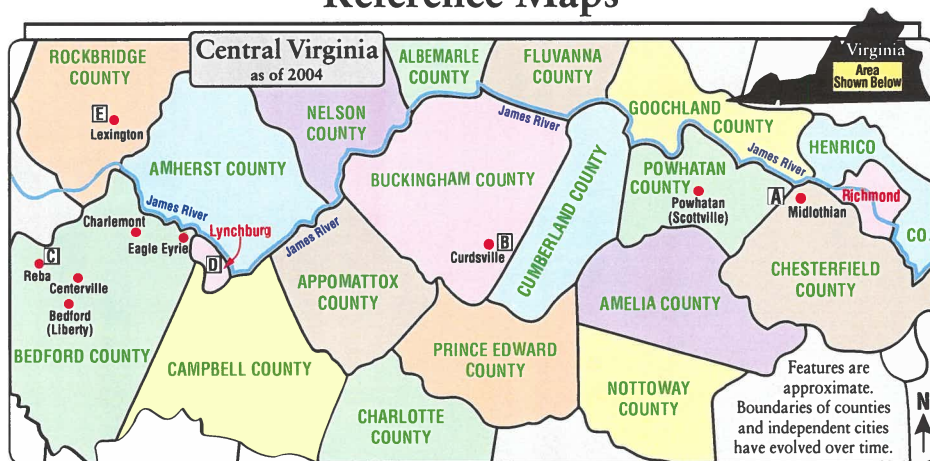 Reference Maps
Central Virginia
as of 2004
Virginia
Area
Shown Below
ROCKBRIDGE
COUNTY
E
Lexington
ALBEMARLE
COUNTY
FLUVANNA
COUNTY
NELSON
COUNTY
James River
GOOCHLAND
COUNTY
James River
HENRICO
AMHERST COUNTY
BUCKINGHAM COUNTY
CUMBERLAND COUNTY
POWHATAN
COUNTY
Powhatan
(Scottville)
A
Midlothian
Richmond
CO.
James River
Charlemont
Eagle Eyrie
Lynchburg
D
James River
C
Reba
Centerville
Bedford
(Liberty)
B
Curdsville
APPOMATTOX
COUNTY
AMELIA COUNTY
CHESTERFIELD
COUNTY
BEDFORD COUNTY
CAMPBELL COUNTY
PRINCE EDWARD
COUNTY
NOTTOWAY
COUNTY
CHARLOTTE
COUNTY
Features are
approximate.
Boundaries of counties
and independent cities
have evolved over time.
N